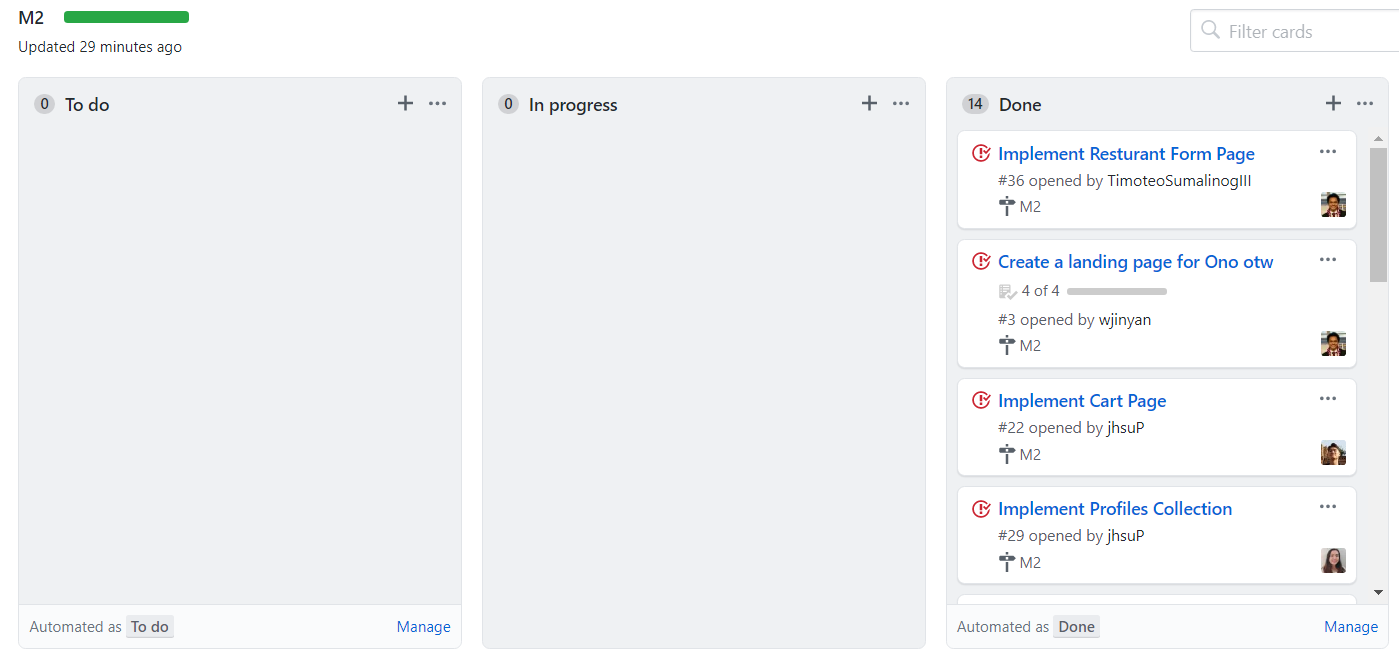 M2
Updated 29 minutes ago
Filter cards
0 To do
Automated as To do Manage
0 In progress
14 Done
Implement Resturant Form Page
#36 opened by TimoteoSumalinogIII
M2
Create a landing page for Ono otw
4 of 4
#3 opened by wjinyan
M2
Implement Cart Page
#22 opened by jhsuP
M2
Implement Profiles Collection
#29 opened by jhsuP
M2
Automated as Done Manage